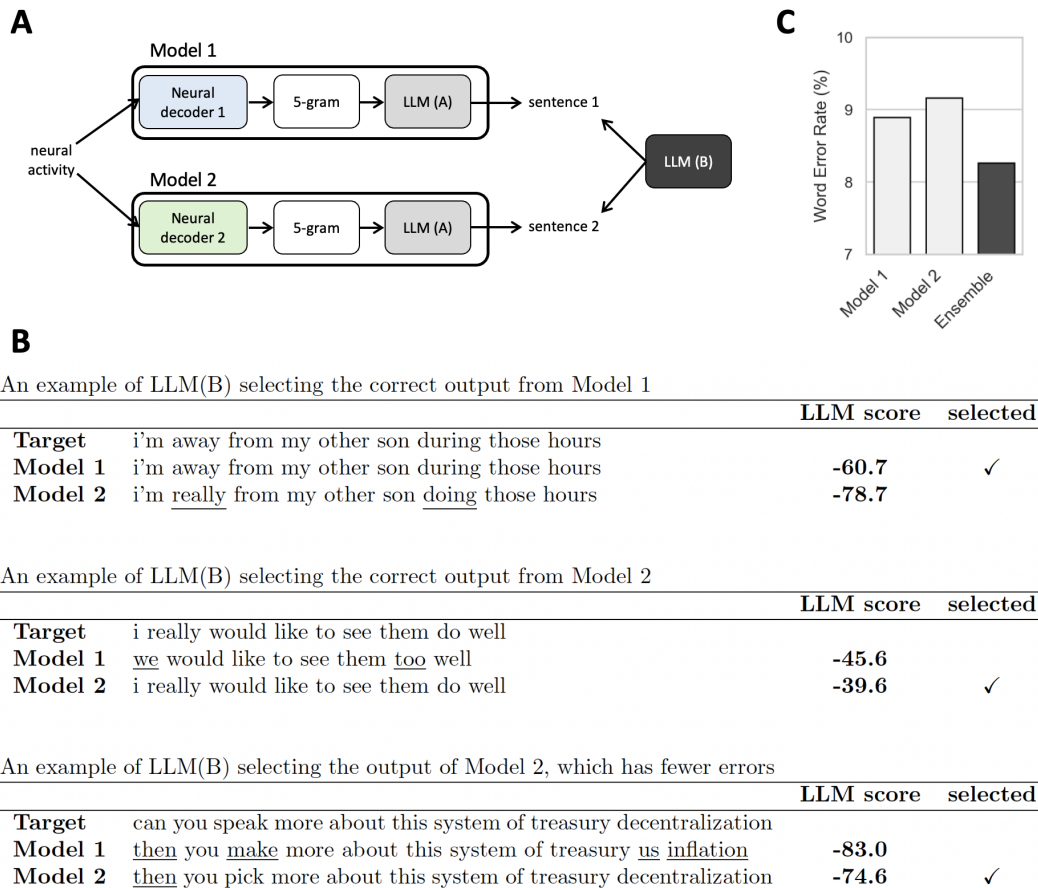 A
Model 1
Neural
decoder 1
5-gram
LLM (A)
sentence 1
neural
activity
LLM (B)
Model 2
Neural
decoder 2
5-gram
LLM (A)
sentence 2
C
Word Error Rate (%)
10
9
8
7
Model 1
Model 2
Ensemble
B
An example of LLM(B) selecting the correct output from Model 1
LLM score selected
Target i'm away from my other son during those hours
Model 1 i'm away from my other son during those hours -60.7 ✓
Model 2 i'm really from my other son doing those hours -78.7
An example of LLM(B) selecting the correct output from Model 2
LLM score selected
Target i really would like to see them do well
Model 1 we would like to see them too well -45.6
Model 2 i really would like to see them do well -39.6 ✓
An example of LLM(B) selecting the output of Model 2, which has fewer errors
LLM score selected
Target can you speak more about this system of treasury decentralization
Model 1 then you make more about this system of treasury us inflation -83.0
Model 2 then you pick more about this system of treasury decentralization -74.6 ✓